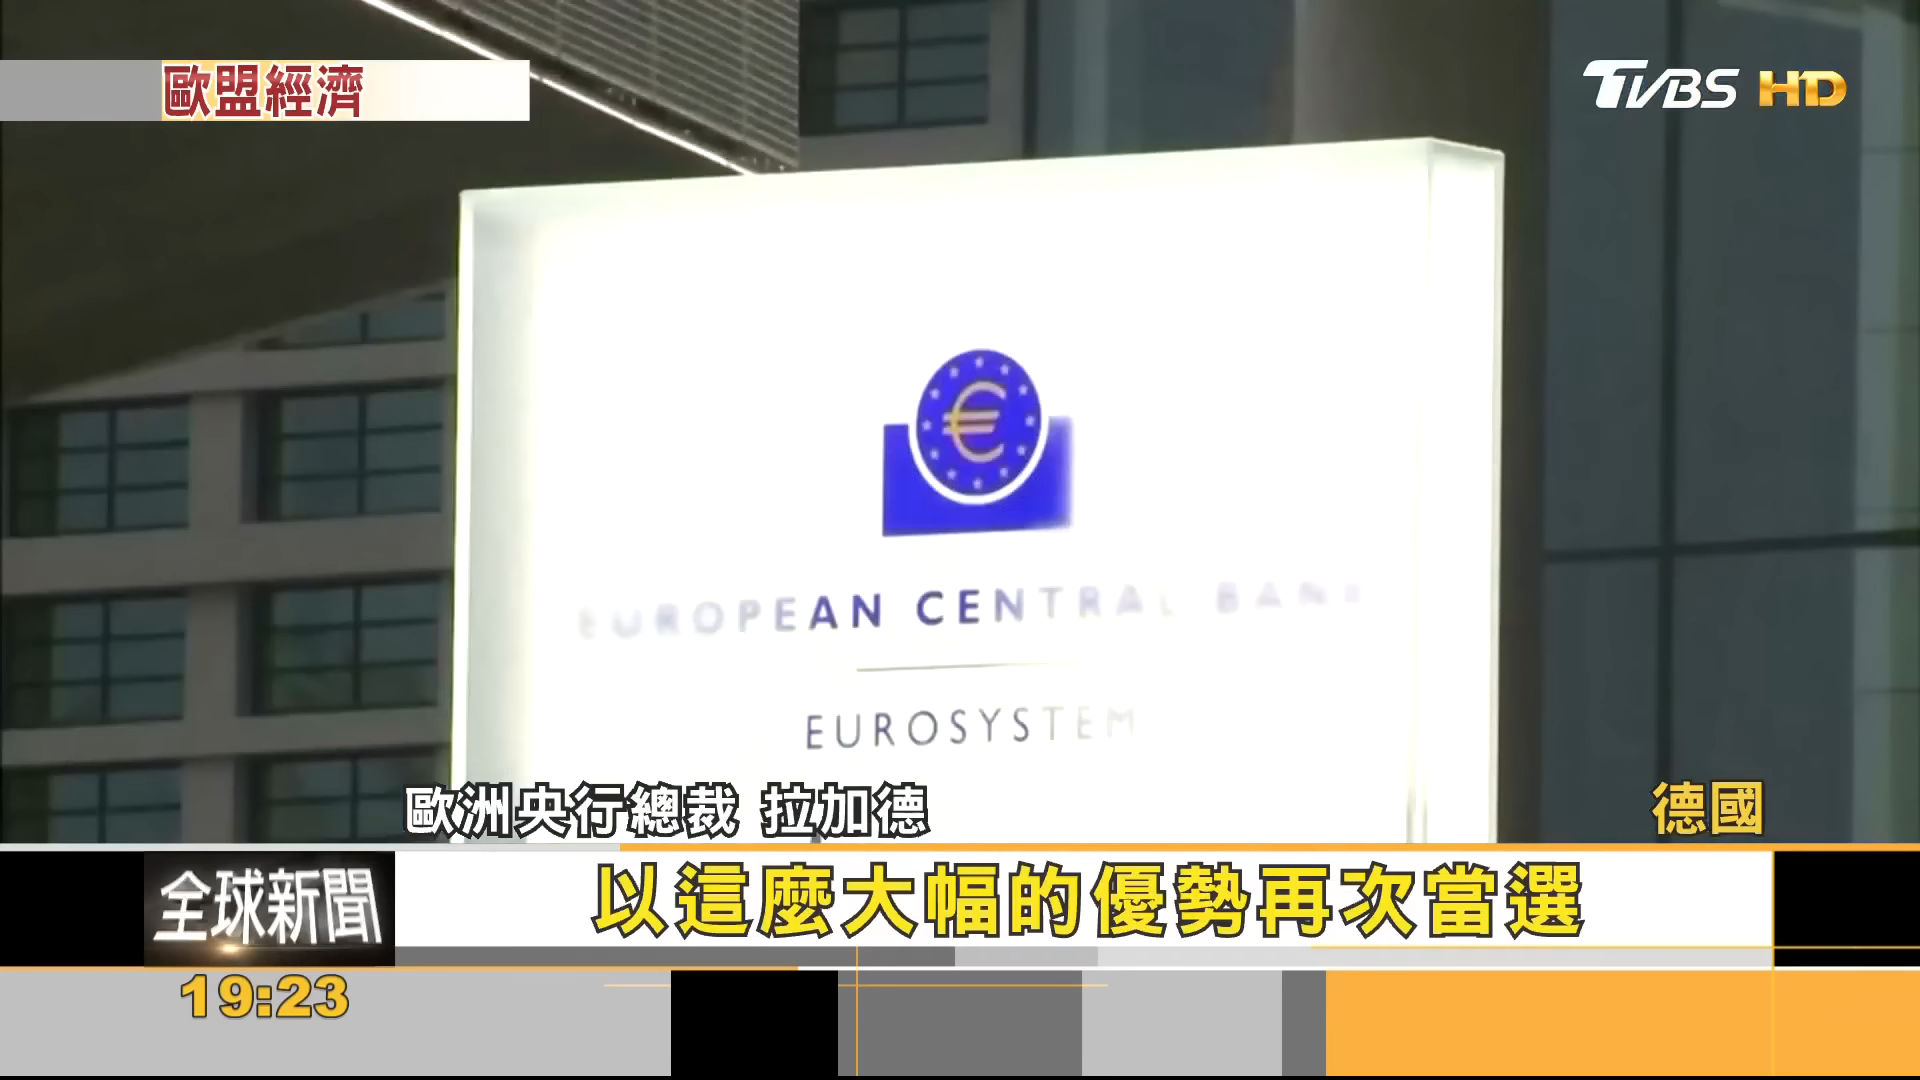 歐盟經濟
TVBS HD
€
EUROPEAN CENTRAL BANK
EUROSYSTEM
歐洲央行總裁 拉加德
德國
全球新聞
以這麼大幅的優勢再次當選
19:23